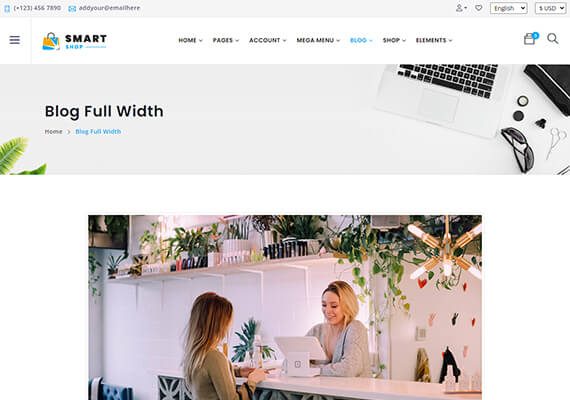 (+123) 456 7890 addyour@emailhere English $ USD
SMART
SHOP
HOME PAGES ACCOUNT MEGA MENU BLOG SHOP ELEMENTS
Blog Full Width
Home > Blog Full Width